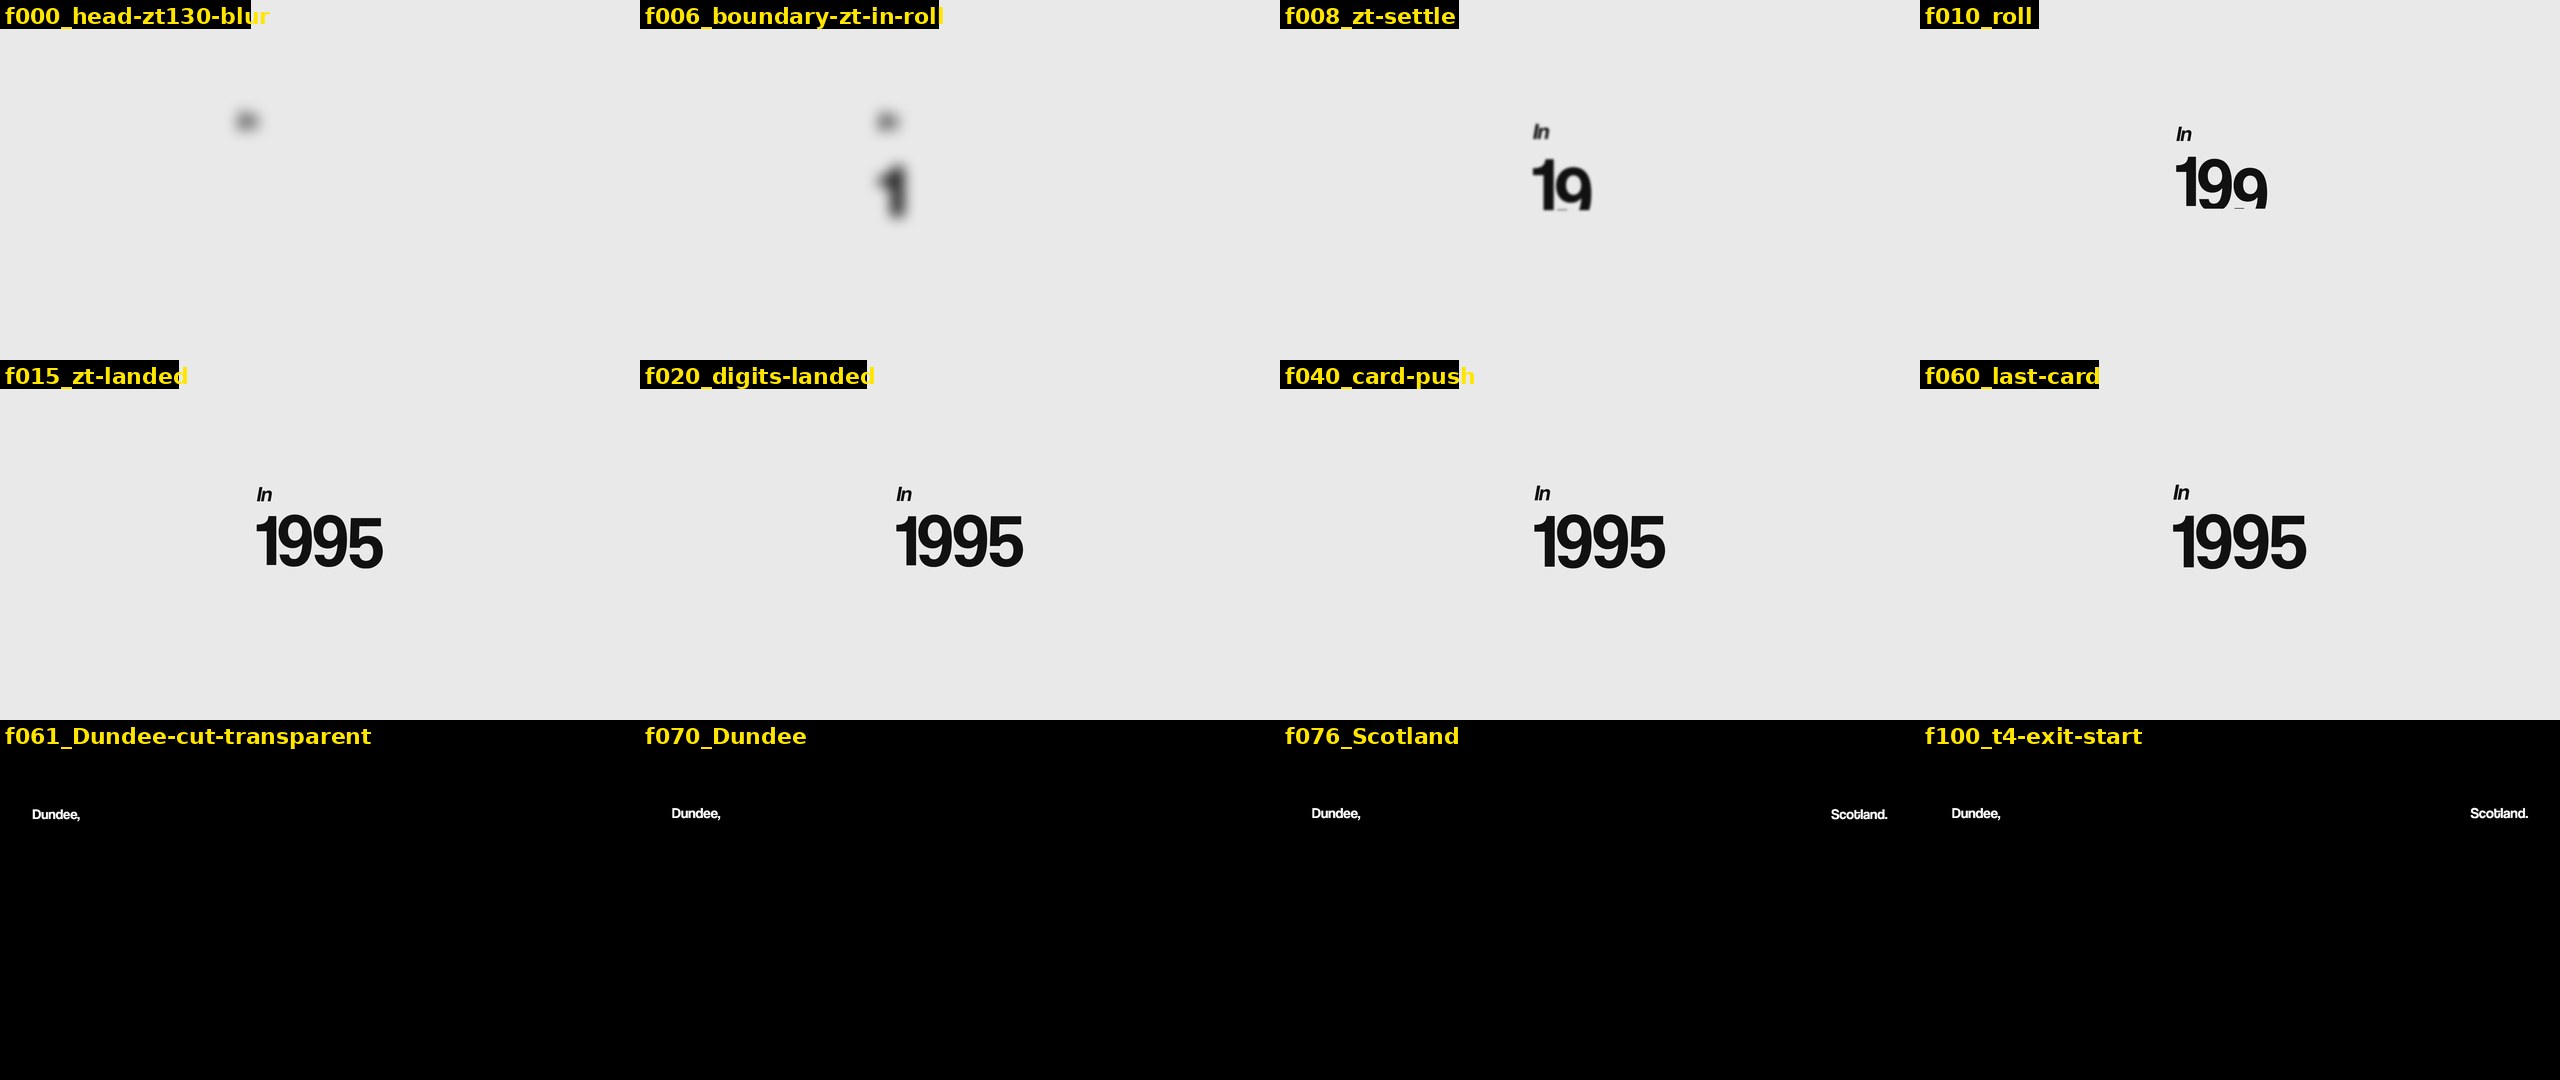 f000_head-zt130-blur
f006_boundary-zt-in-roll
1
f008_zt-settle
In
19
f010_roll
In
199
f015_zt-landed
In
1995
f020_digits-landed
In
1995
f040_card-push
In
1995
f060_last-card
In
1995
f061_Dundee-cut-transparent
Dundee,
f070_Dundee
Dundee,
f076_Scotland
Dundee, Scotland.
f100_t4-exit-start
Dundee, Scotland.